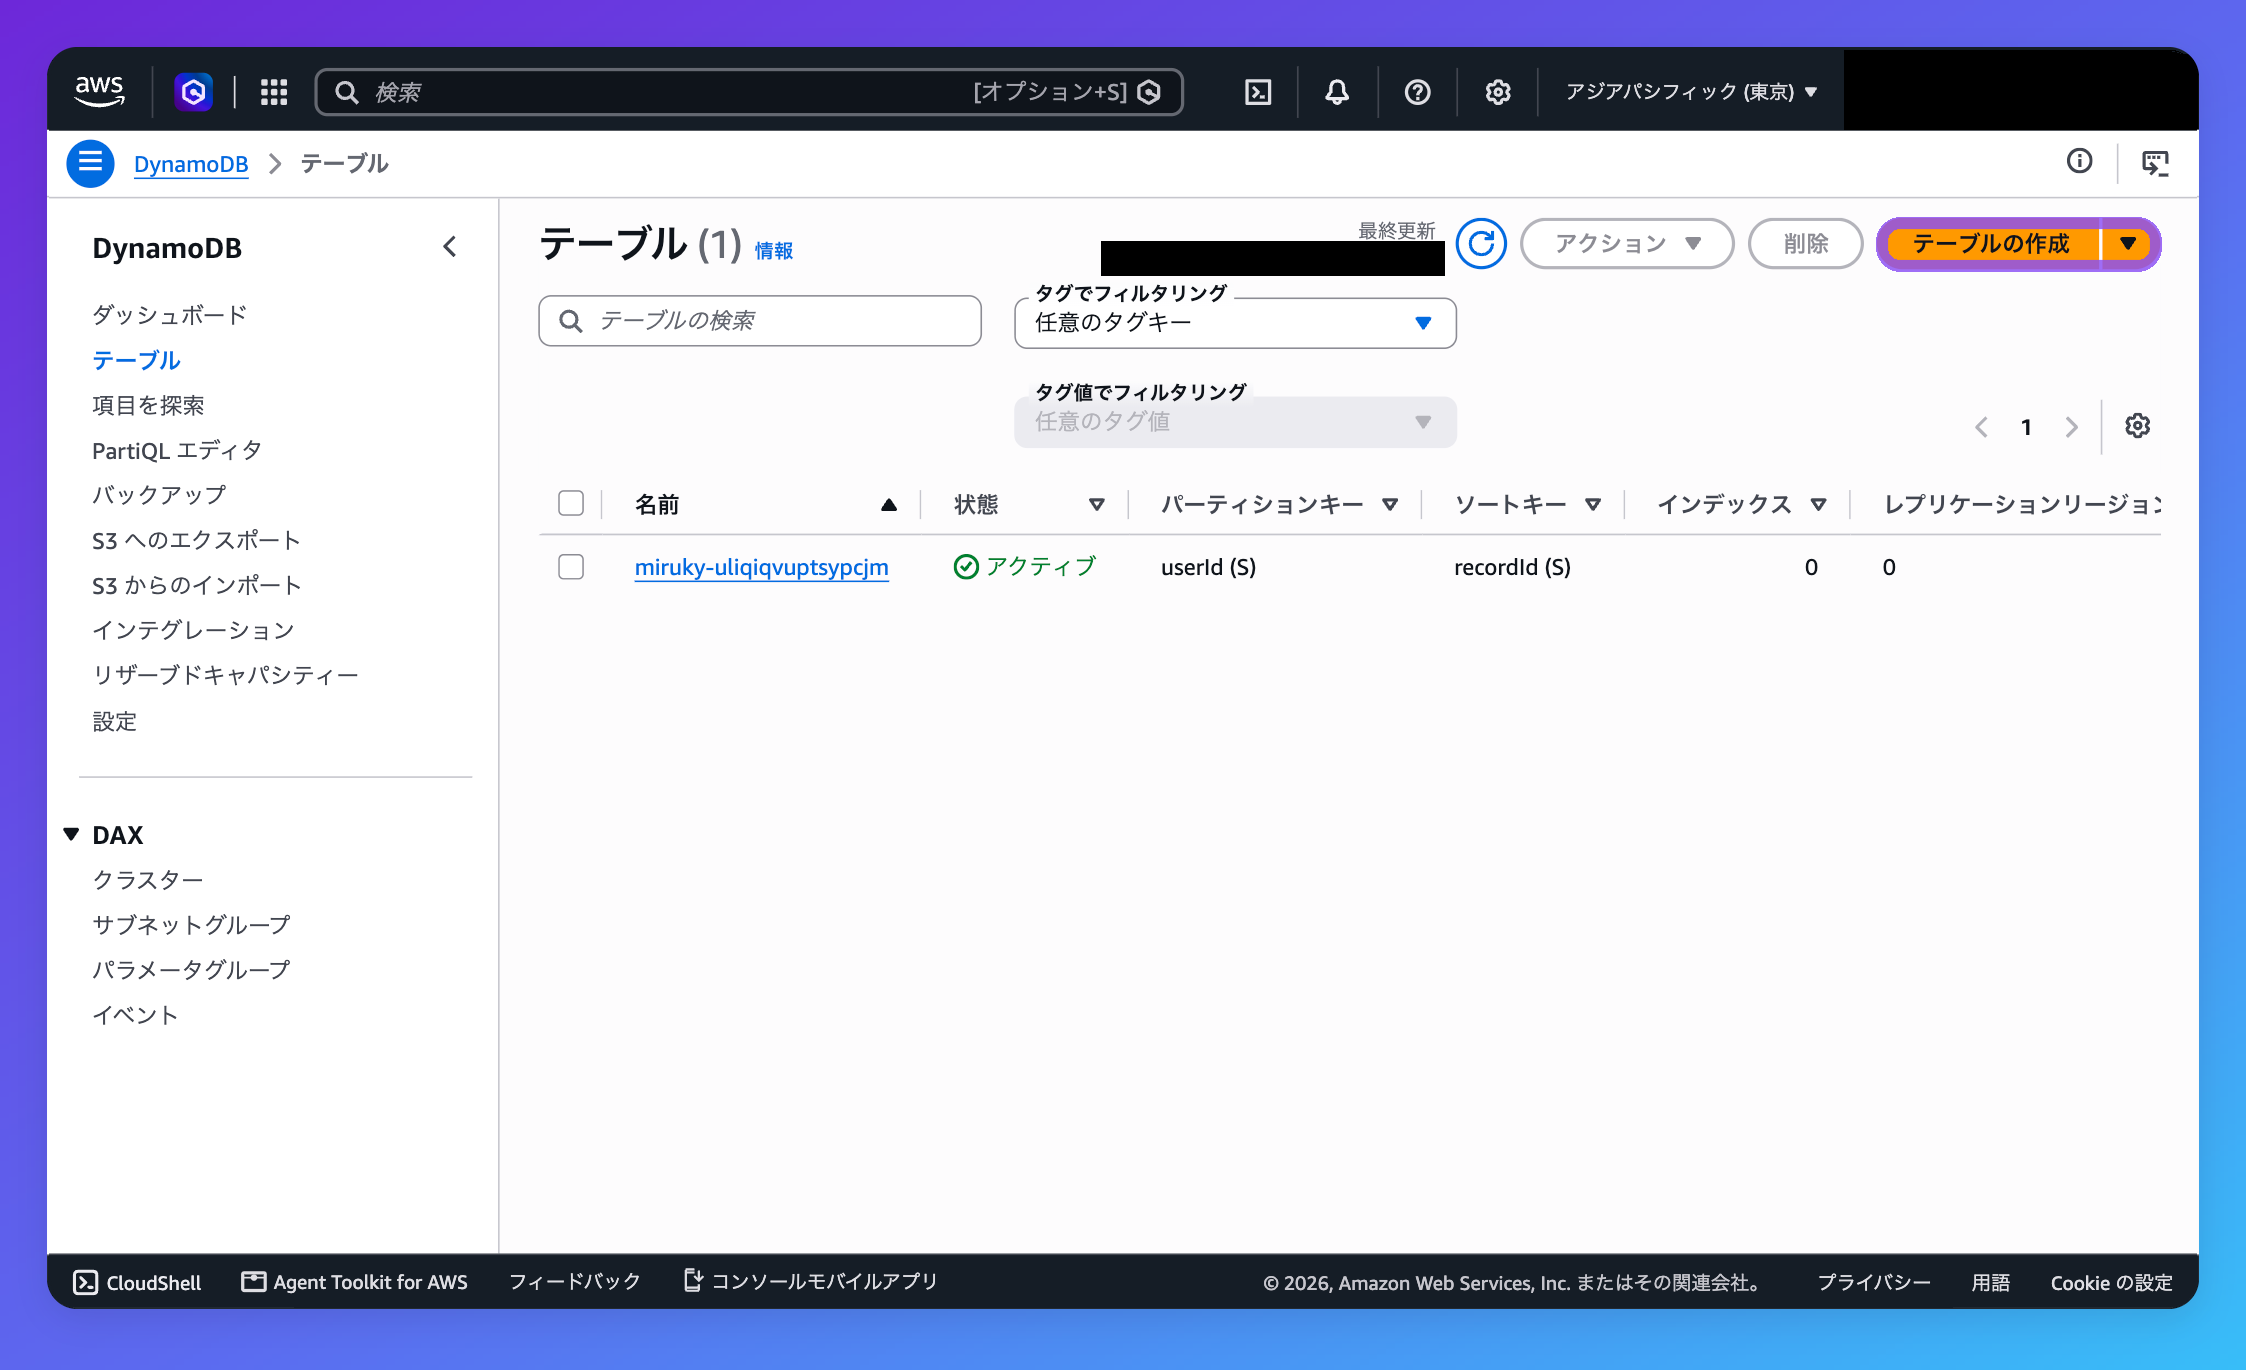 aws
検索
[オプション+S]
アジアパシフィック (東京) ▼
DynamoDB > テーブル
DynamoDB
ダッシュボード
テーブル
項目を探索
PartiQL エディタ
バックアップ
S3 へのエクスポート
S3 からのインポート
インテグレーション
リザーブドキャパシティー
設定
DAX
クラスター
サブネットグループ
パラメータグループ
イベント
テーブル (1) 情報
最終更新
アクション ▼
削除
テーブルの作成 ▼
テーブルの検索
タグでフィルタリング
任意のタグキー
タグ値でフィルタリング
任意のタグ値
1
名前 状態 パーティションキー ソートキー インデックス レプリケーションリージョン
miruky-uliqiqvuptsypcjm アクティブ userId (S) recordId (S) 0 0
CloudShell Agent Toolkit for AWS フィードバック コンソールモバイルアプリ © 2026, Amazon Web Services, Inc. またはその関連会社。 プライバシー 用語 Cookie の設定